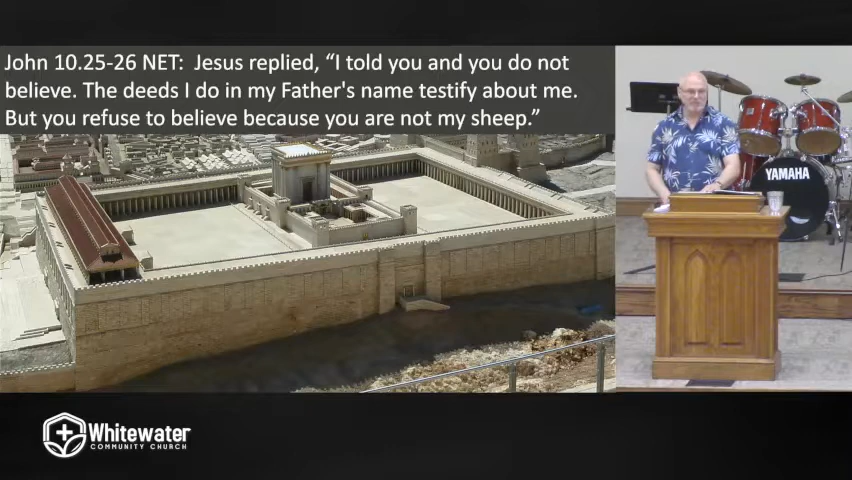 John 10.25-26 NET:  Jesus replied, “I told you and you do not
believe. The deeds I do in my Father's name testify about me.
But you refuse to believe because you are not my sheep.”
YAMAHA
Whitewater
COMMUNITY CHURCH